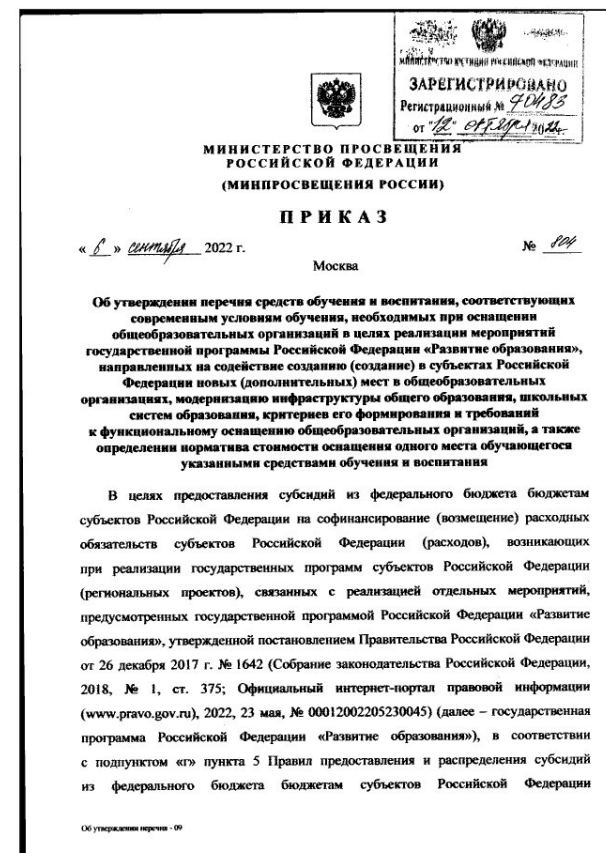 МИНИСТЕРСТВО ЮСТИЦИИ РОССИЙСКОЙ ФЕДЕРАЦИИ
ЗАРЕГИСТРИРОВАНО
Регистрационный № 70483
от "12" октября 2022
МИНИСТЕРСТВО ПРОСВЕЩЕНИЯ
РОССИЙСКОЙ ФЕДЕРАЦИИ
(МИНПРОСВЕЩЕНИЯ РОССИИ)
ПРИКАЗ
« 6 » сентября 2022 г.
№ 804
Москва
Об утверждении перечня средств обучения и воспитания, соответствующих
современным условиям обучения, необходимых при оснащении
общеобразовательных организаций в целях реализации мероприятий
государственной программы Российской Федерации «Развитие образования»,
направленных на содействие созданию (создание) в субъектах Российской
Федерации новых (дополнительных) мест в общеобразовательных
организациях, модернизацию инфраструктуры общего образования, школьных
систем образования, критериев его формирования и требований
к функциональному оснащению общеобразовательных организаций, а также
определении норматива стоимости оснащения одного места обучающегося
указанными средствами обучения и воспитания
В целях предоставления субсидий из федерального бюджета бюджетам
субъектов Российской Федерации на софинансирование (возмещение) расходных
обязательств субъектов Российской Федерации (расходов), возникающих
при реализации государственных программ субъектов Российской Федерации
(региональных проектов), связанных с реализацией отдельных мероприятий,
предусмотренных государственной программой Российской Федерации «Развитие
образования», утвержденной постановлением Правительства Российской Федерации
от 26 декабря 2017 г. № 1642 (Собрание законодательства Российской Федерации,
2018, № 1, ст. 375; Официальный интернет-портал правовой информации
(www.pravo.gov.ru), 2022, 23 мая, № 00012002205230045) (далее – государственная
программа Российской Федерации «Развитие образования»), в соответствии
с подпунктом «г» пункта 5 Правил предоставления и распределения субсидий
из федерального бюджета бюджетам субъектов Российской Федерации
Об утверждении перечня - 09